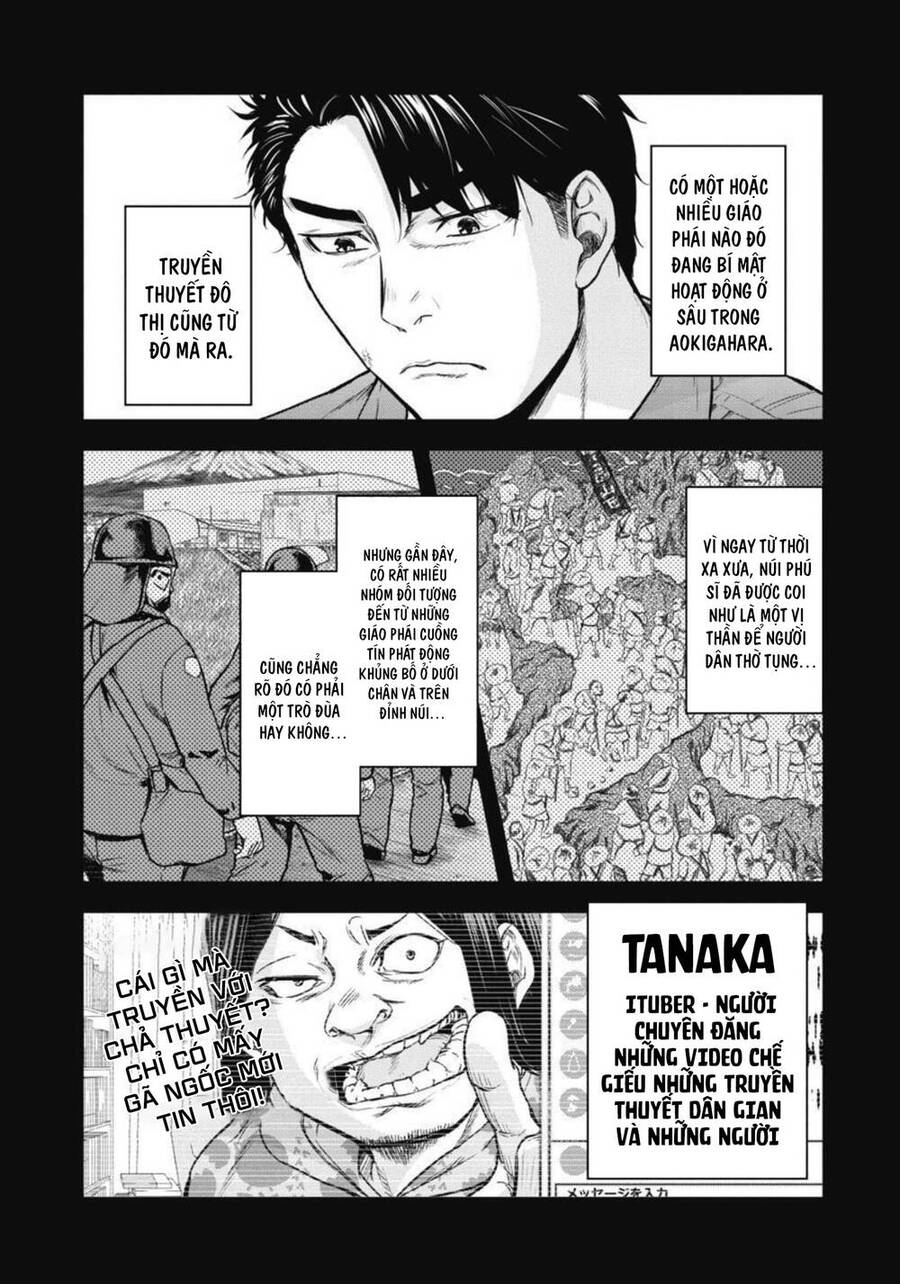 CÓ MỘT HOẶC
NHIỀU GIÁO
PHÁI NÀO ĐÓ
ĐANG BÍ MẬT
HOẠT ĐỘNG Ở
SÂU TRONG
AOKIGAHARA.
TRUYỀN
THUYẾT ĐÔ
THỊ CŨNG TỪ
ĐÓ MÀ RA.
VÌ NGAY TỪ THỜI
XA XƯA, NÚI PHÚ
SĨ ĐÃ ĐƯỢC COI
NHƯ LÀ MỘT VỊ
THẦN ĐỂ NGƯỜI
DÂN THỜ TỤNG...
NHƯNG GẦN ĐÂY,
CÓ RẤT NHIỀU
NHÓM ĐỐI TƯỢNG
ĐẾN TỪ NHỮNG
GIÁO PHÁI CUỒNG
TÍN PHÁT ĐỘNG
KHỦNG BỐ Ở DƯỚI
CHÂN VÀ TRÊN
ĐỈNH NÚI...
CŨNG CHẲNG
RÕ ĐÓ CÓ PHẢI
MỘT TRÒ ĐÙA
HAY KHÔNG...
TANAKA
ITUBER - NGƯỜI
CHUYÊN ĐĂNG
NHỮNG VIDEO CHẾ
GIỄU NHỮNG TRUYỀN
THUYẾT DÂN GIAN
VÀ NHỮNG NGƯỜI
CÁI GÌ MÀ
TRUYỀN VỚI
CHẢ THUYẾT?
CHỈ CÓ MẤY
GÃ NGỐC MỚI
TIN THÔI!
メッセージを入力